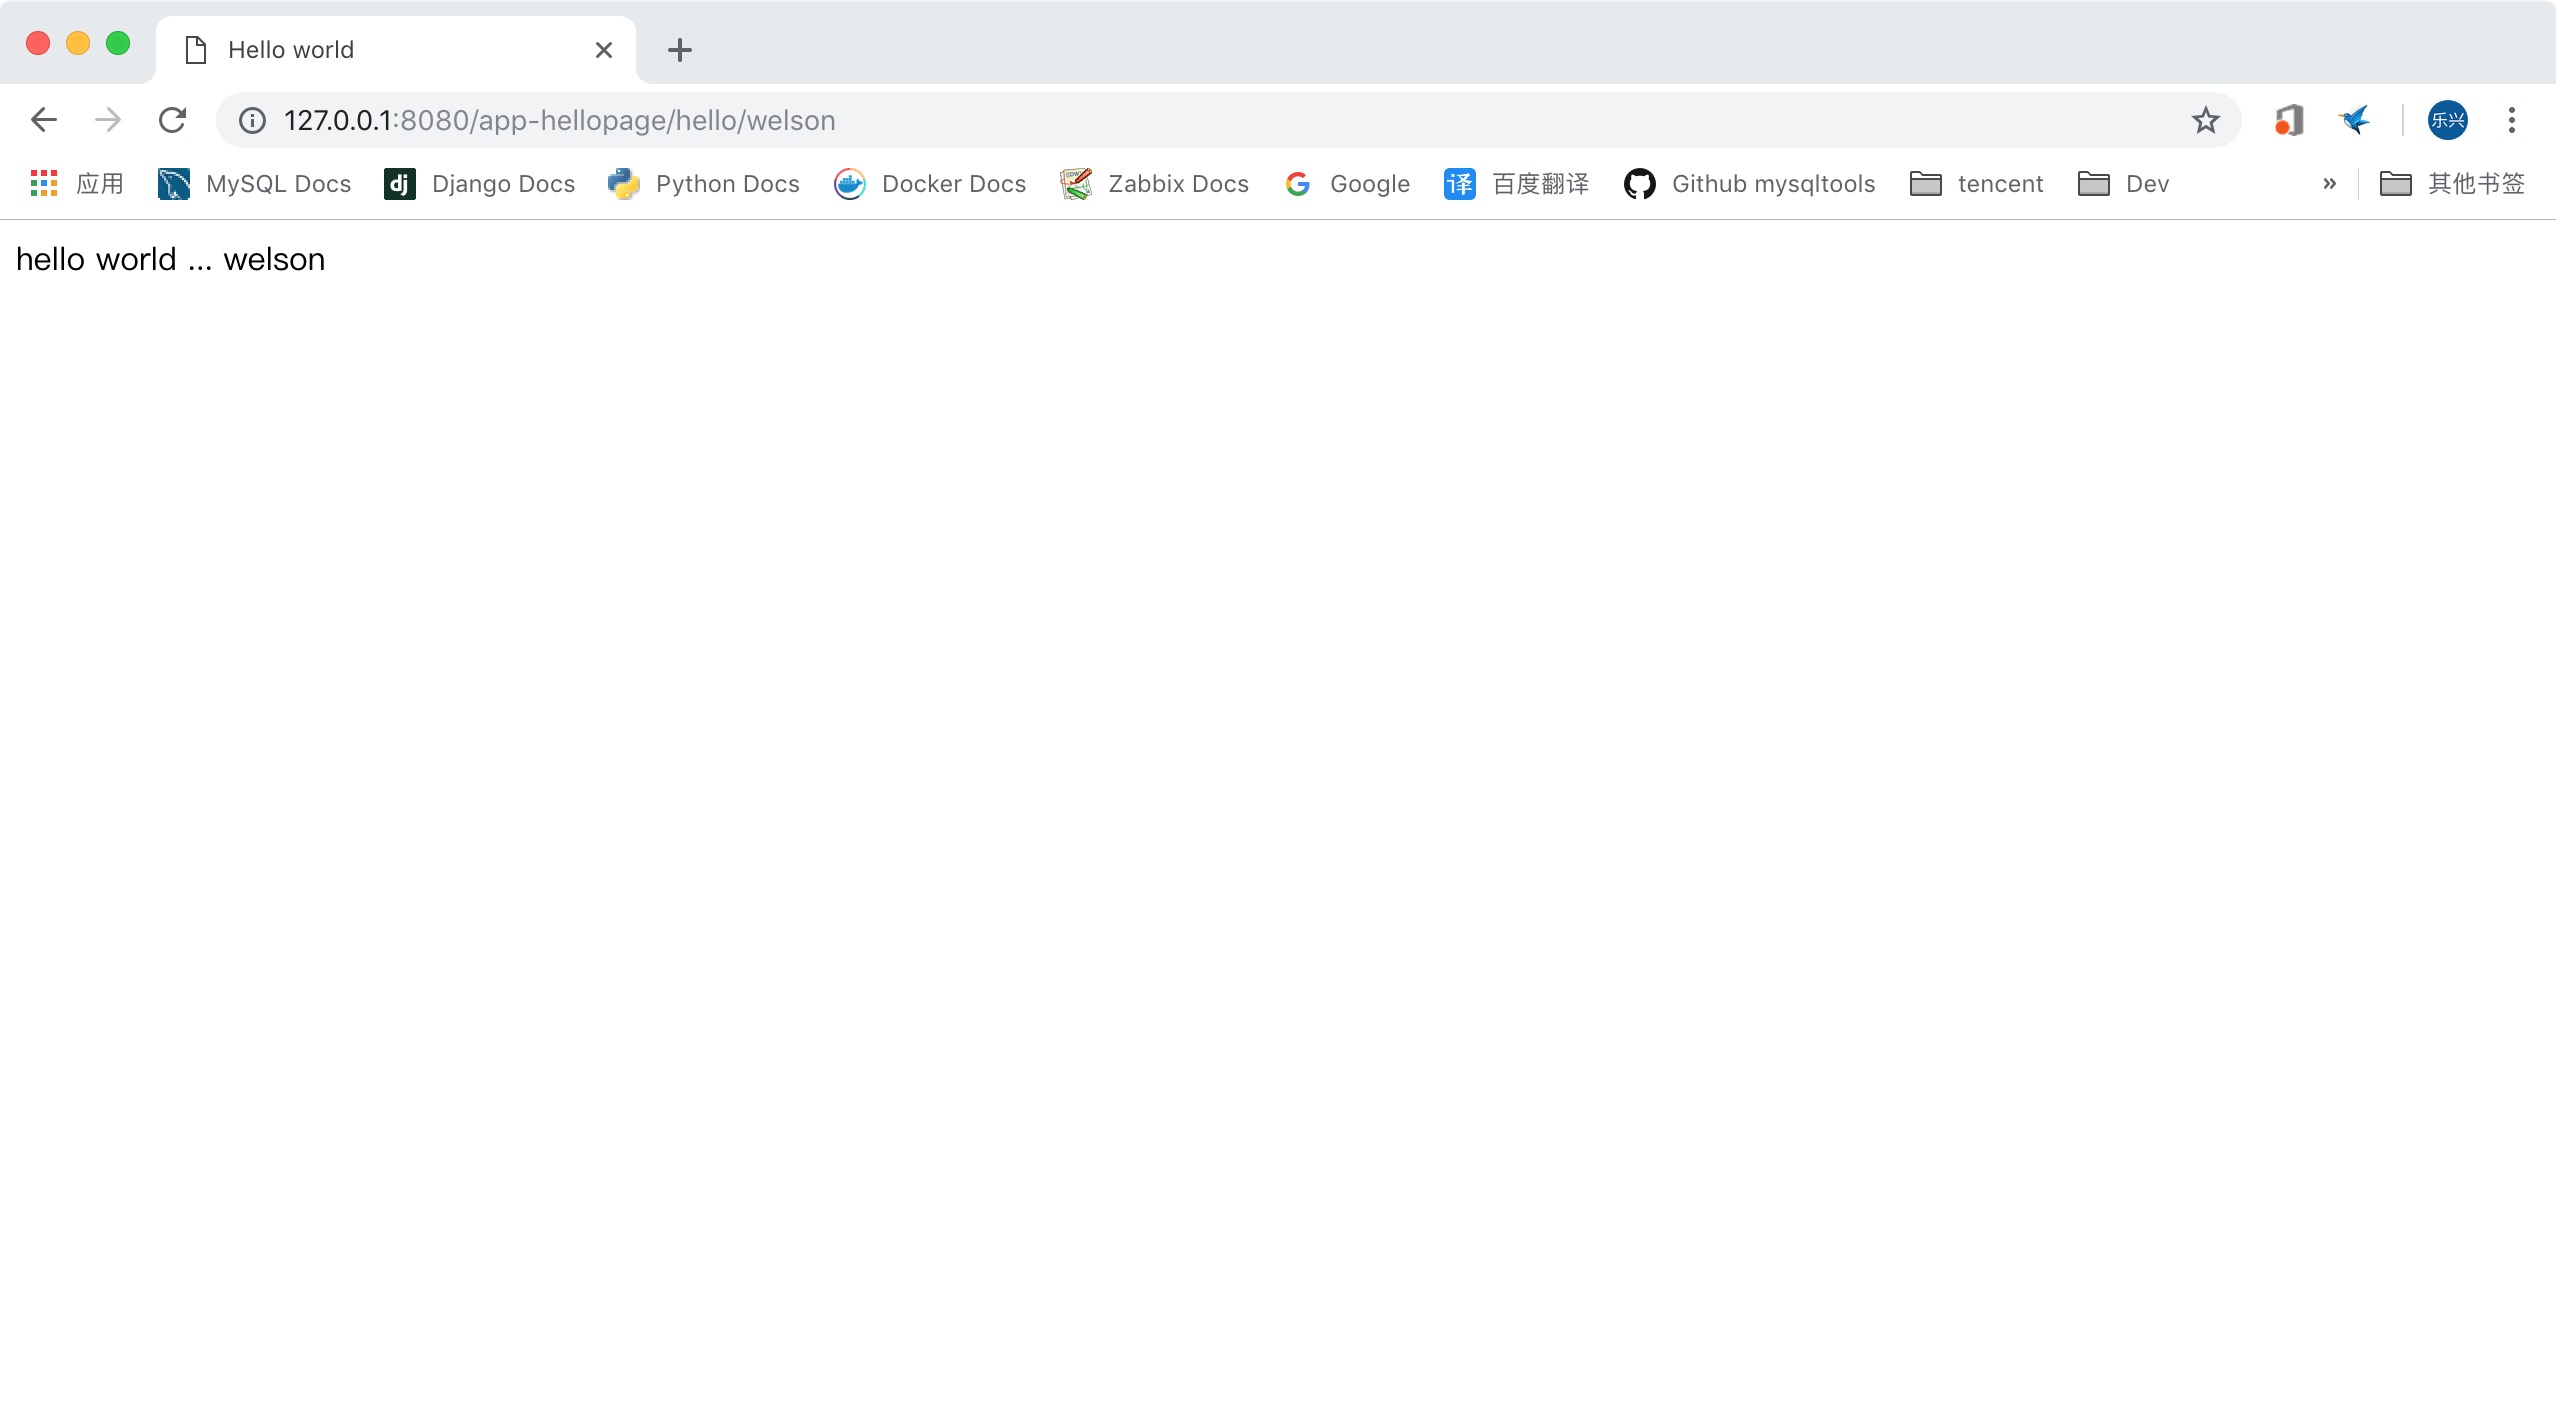 Hello world
127.0.0.1:8080/app-hellopage/hello/welson
乐兴
应用 MySQL Docs dj Django Docs Python Docs Docker Docs Zabbix Docs G Google 译 百度翻译 Github mysqltools tencent Dev » 其他书签
hello world ... welson